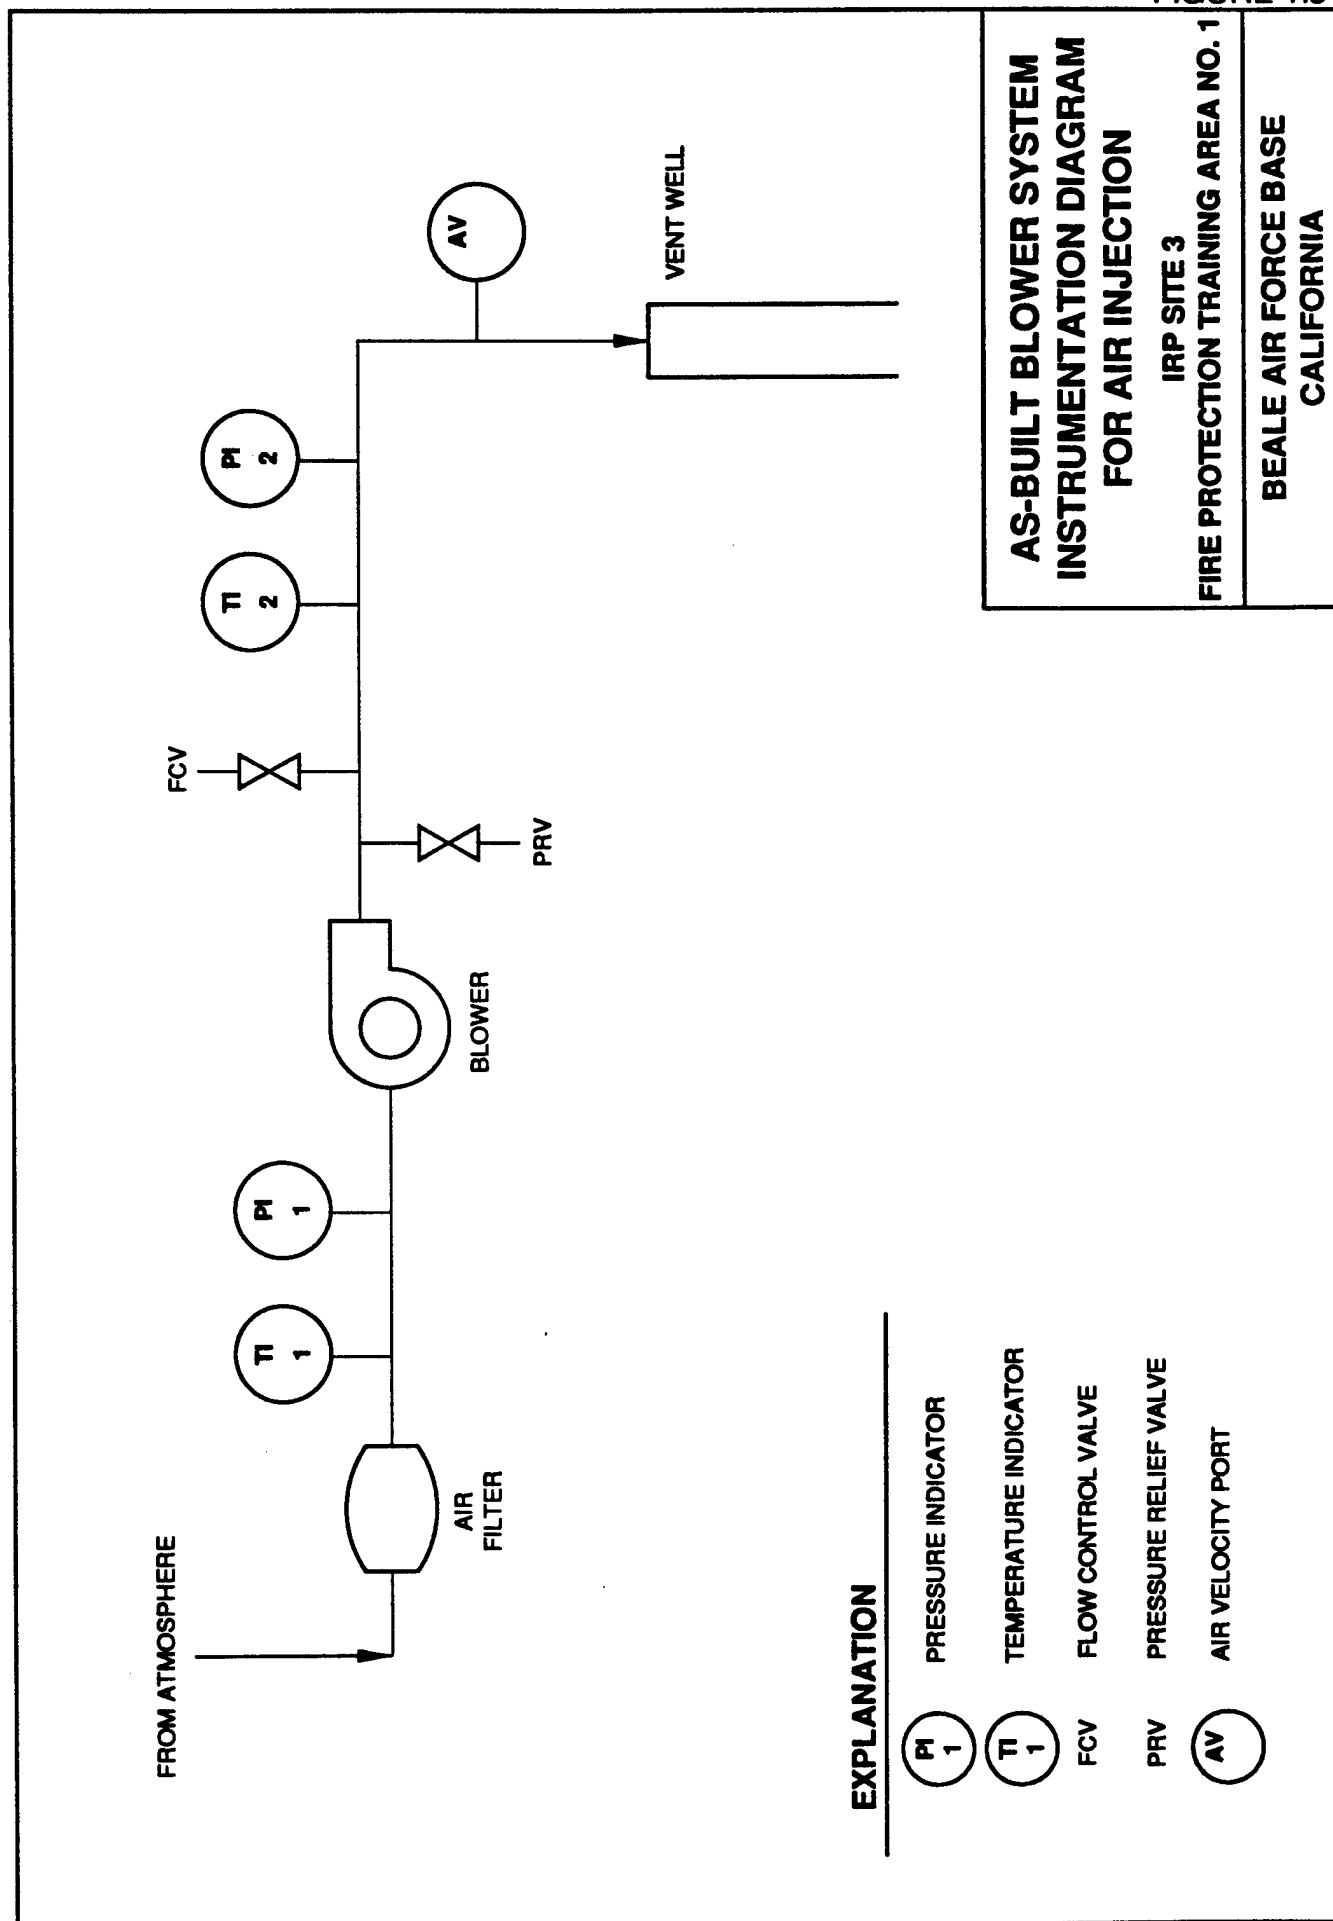 FROM ATMOSPHERE
AIR
FILTER
TI
1
PI
1
BLOWER
PRV
FCV
TI
2
PI
2
AV
VENT WELL
EXPLANATION
PI
1
PRESSURE INDICATOR
TI
1
TEMPERATURE INDICATOR
FCV
FLOW CONTROL VALVE
PRV
PRESSURE RELIEF VALVE
AV
AIR VELOCITY PORT
AS-BUILT BLOWER SYSTEM
INSTRUMENTATION DIAGRAM
FOR AIR INJECTION
IRP SITE 3
FIRE PROTECTION TRAINING AREA NO. 1
BEALE AIR FORCE BASE
CALIFORNIA